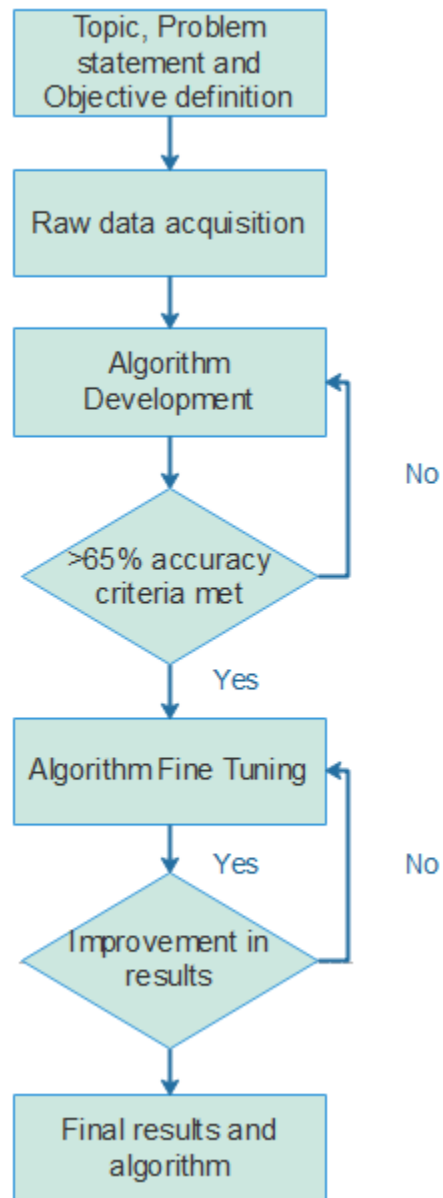 Topic, Problem
statement and
Objective definition
Raw data acquisition
Algorithm
Development
No
>65% accuracy
criteria met
Yes
Algorithm Fine Tuning
Yes
No
Improvement in
results
Final results and
algorithm